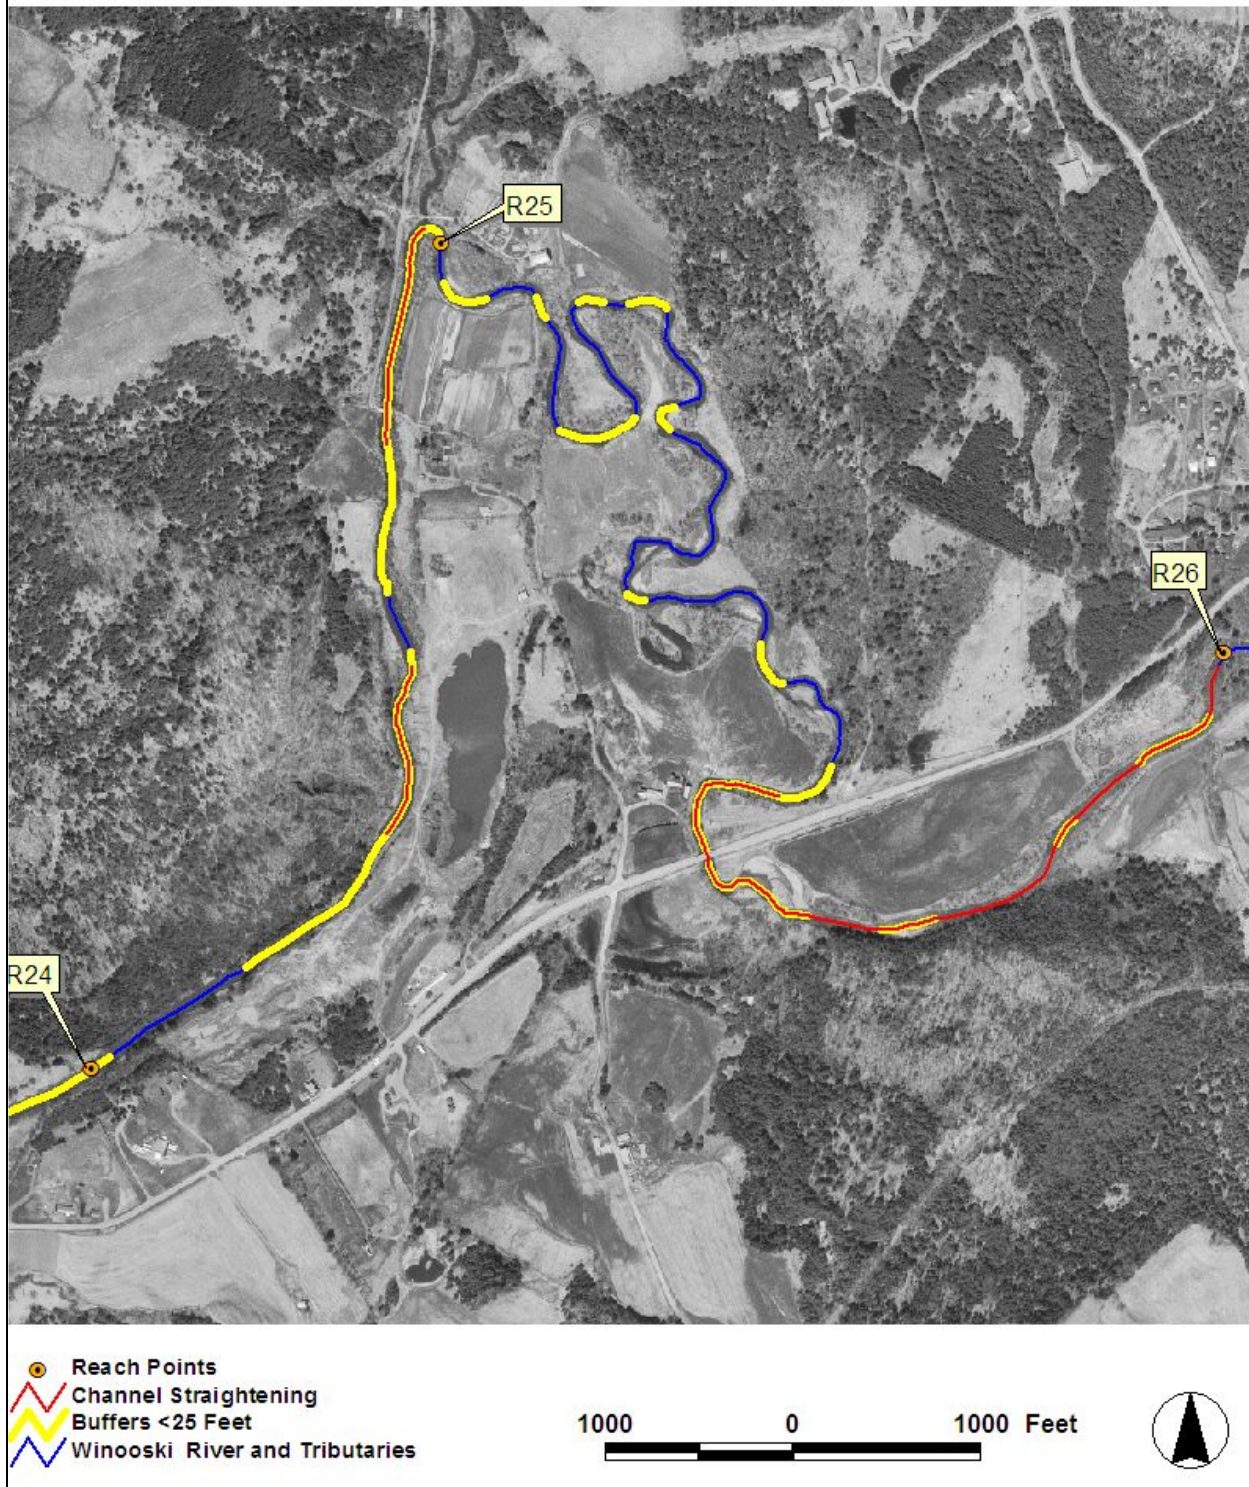 R25
R26
R24
Reach Points
Channel Straightening
Buffers <25 Feet
Winooski River and Tributaries
1000 0 1000 Feet